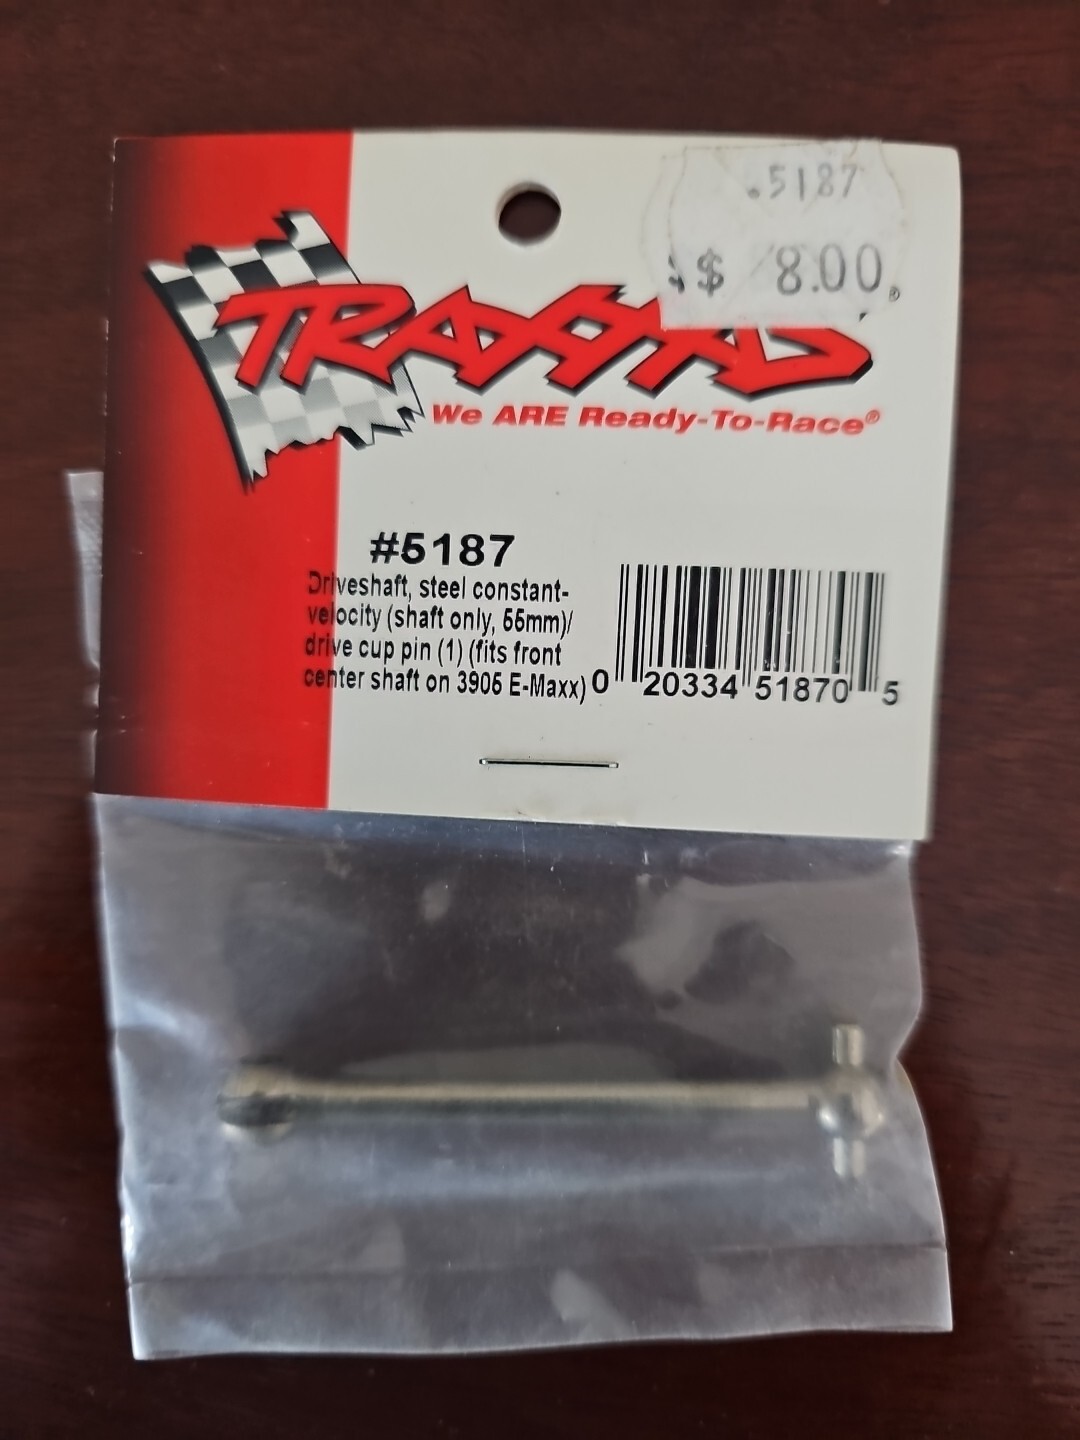 .5187
S$ 8.00
TRAXXAS®
We ARE Ready-To-Race®
#5187
Driveshaft, steel constant-
velocity (shaft only, 55mm)/
drive cup pin (1) (fits front
center shaft on 3905 E-Maxx)
0 20334 51870 5